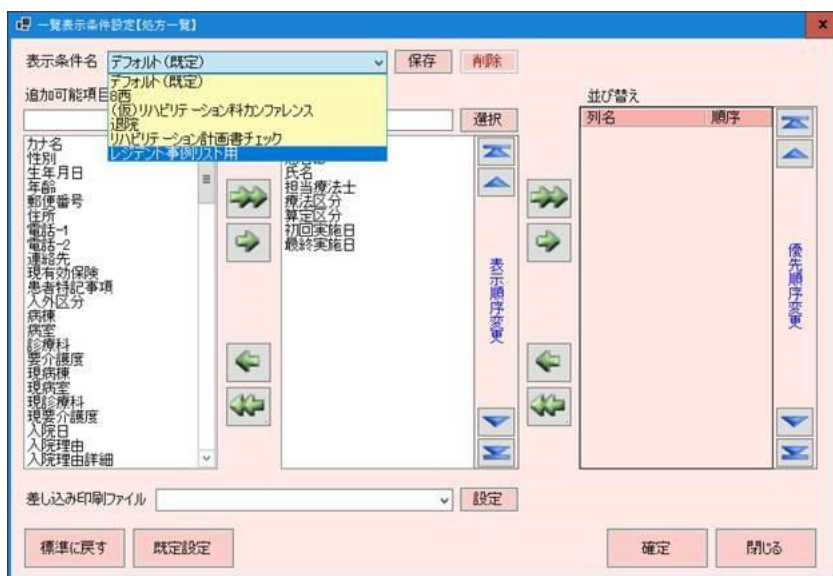 一覧表示条件設定【処方一覧】
x
表示条件名
デフォルト(既定)
保存
削除
デフォルト(既定)
8西
(仮)リハビリテーション科カンファレンス
退院
リハビリテーション計画書チェック
レジデント事例リスト用
追加可能項目
選択
並び替え
列名
順序
カナ名
性別
生年月日
年齢
郵便番号
住所
電話-1
電話-2
連絡先
現有効保険
患者特記事項
入外区分
病棟
病室
診療科
要介護度
現病棟
現病室
現診療科
現要介護度
入院日
入院理由
入院理由詳細
氏名
担当療法士
療法区分
算定区分
初回実施日
最終実施日
表示順序変更
優先順序変更
差し込み印刷ファイル
設定
標準に戻す
既定設定
確定
閉じる